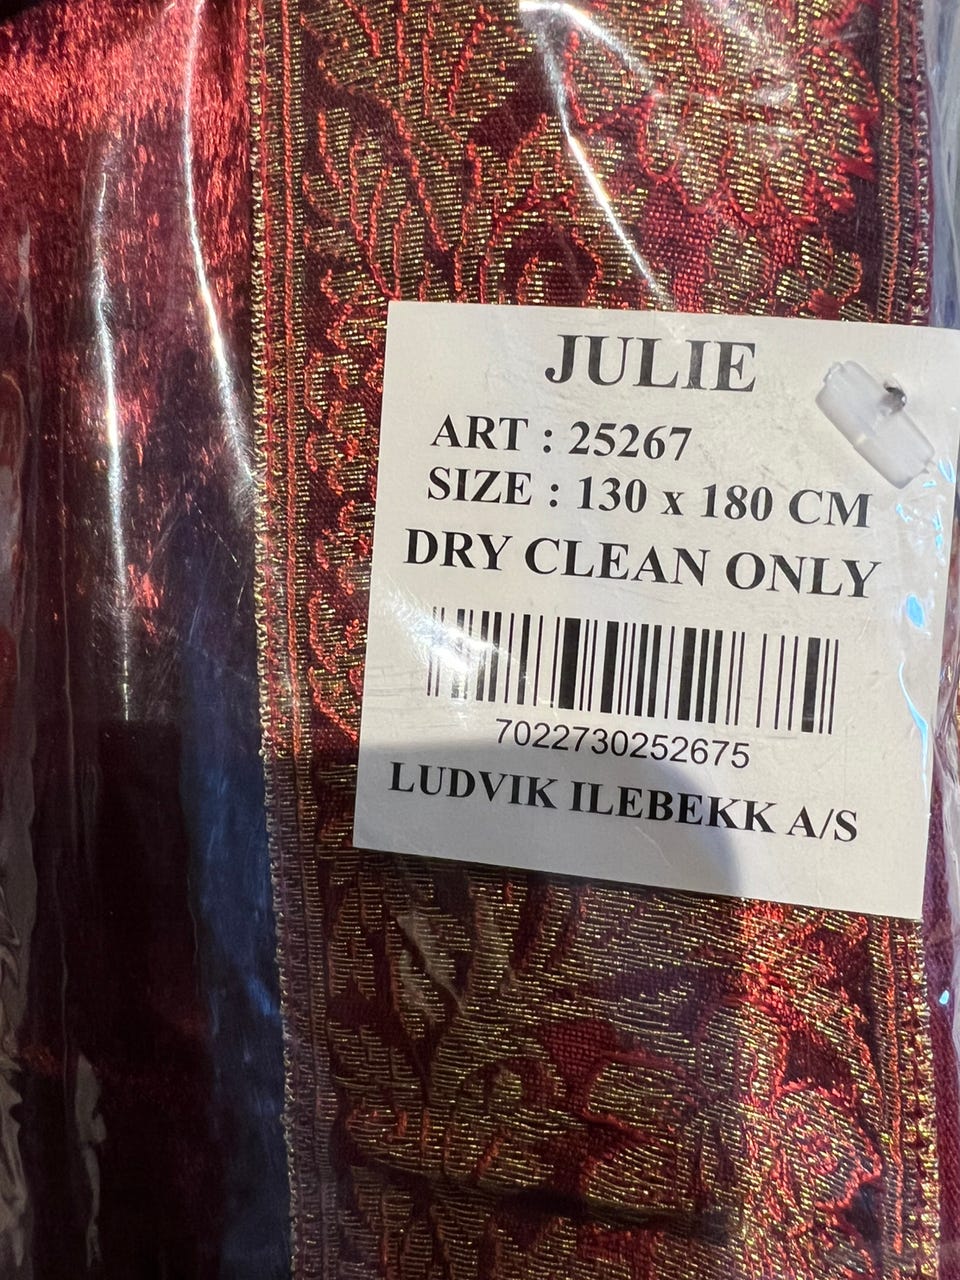 JULIE
ART : 25267
SIZE : 130 x 180 CM
DRY CLEAN ONLY
7022730252675
LUDVIK ILEBEKK A/S